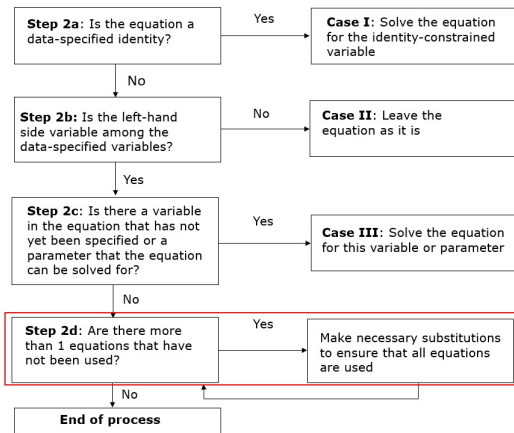 Step 2a: Is the equation a
data-specified identity?
Yes
Case I: Solve the equation
for the identity-constrained
variable
No
Step 2b: Is the left-hand
side variable among the
data-specified variables?
No
Case II: Leave the
equation as it is
Yes
Step 2c: Is there a variable
in the equation that has not
yet been specified or a
parameter that the equation
can be solved for?
Yes
Case III: Solve the equation
for this variable or parameter
No
Step 2d: Are there more
than 1 equations that have
not been used?
Yes
Make necessary substitutions
to ensure that all equations
are used
No
End of process